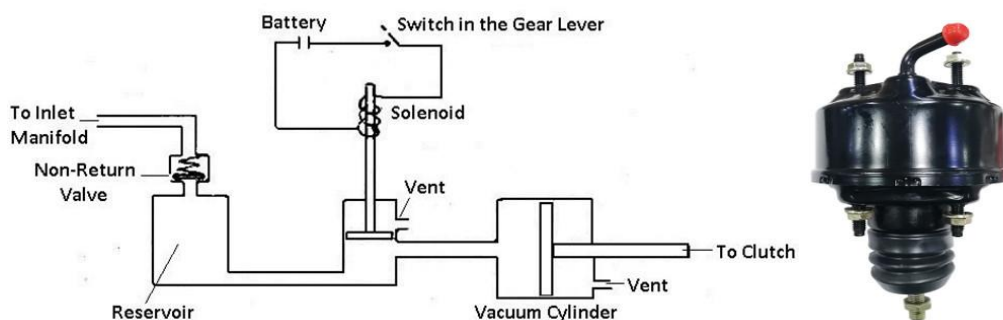 Battery
Switch in the Gear Lever
Solenoid
To Inlet
Manifold
Non-Return
Valve
Vent
To Clutch
Vent
Reservoir
Vacuum Cylinder